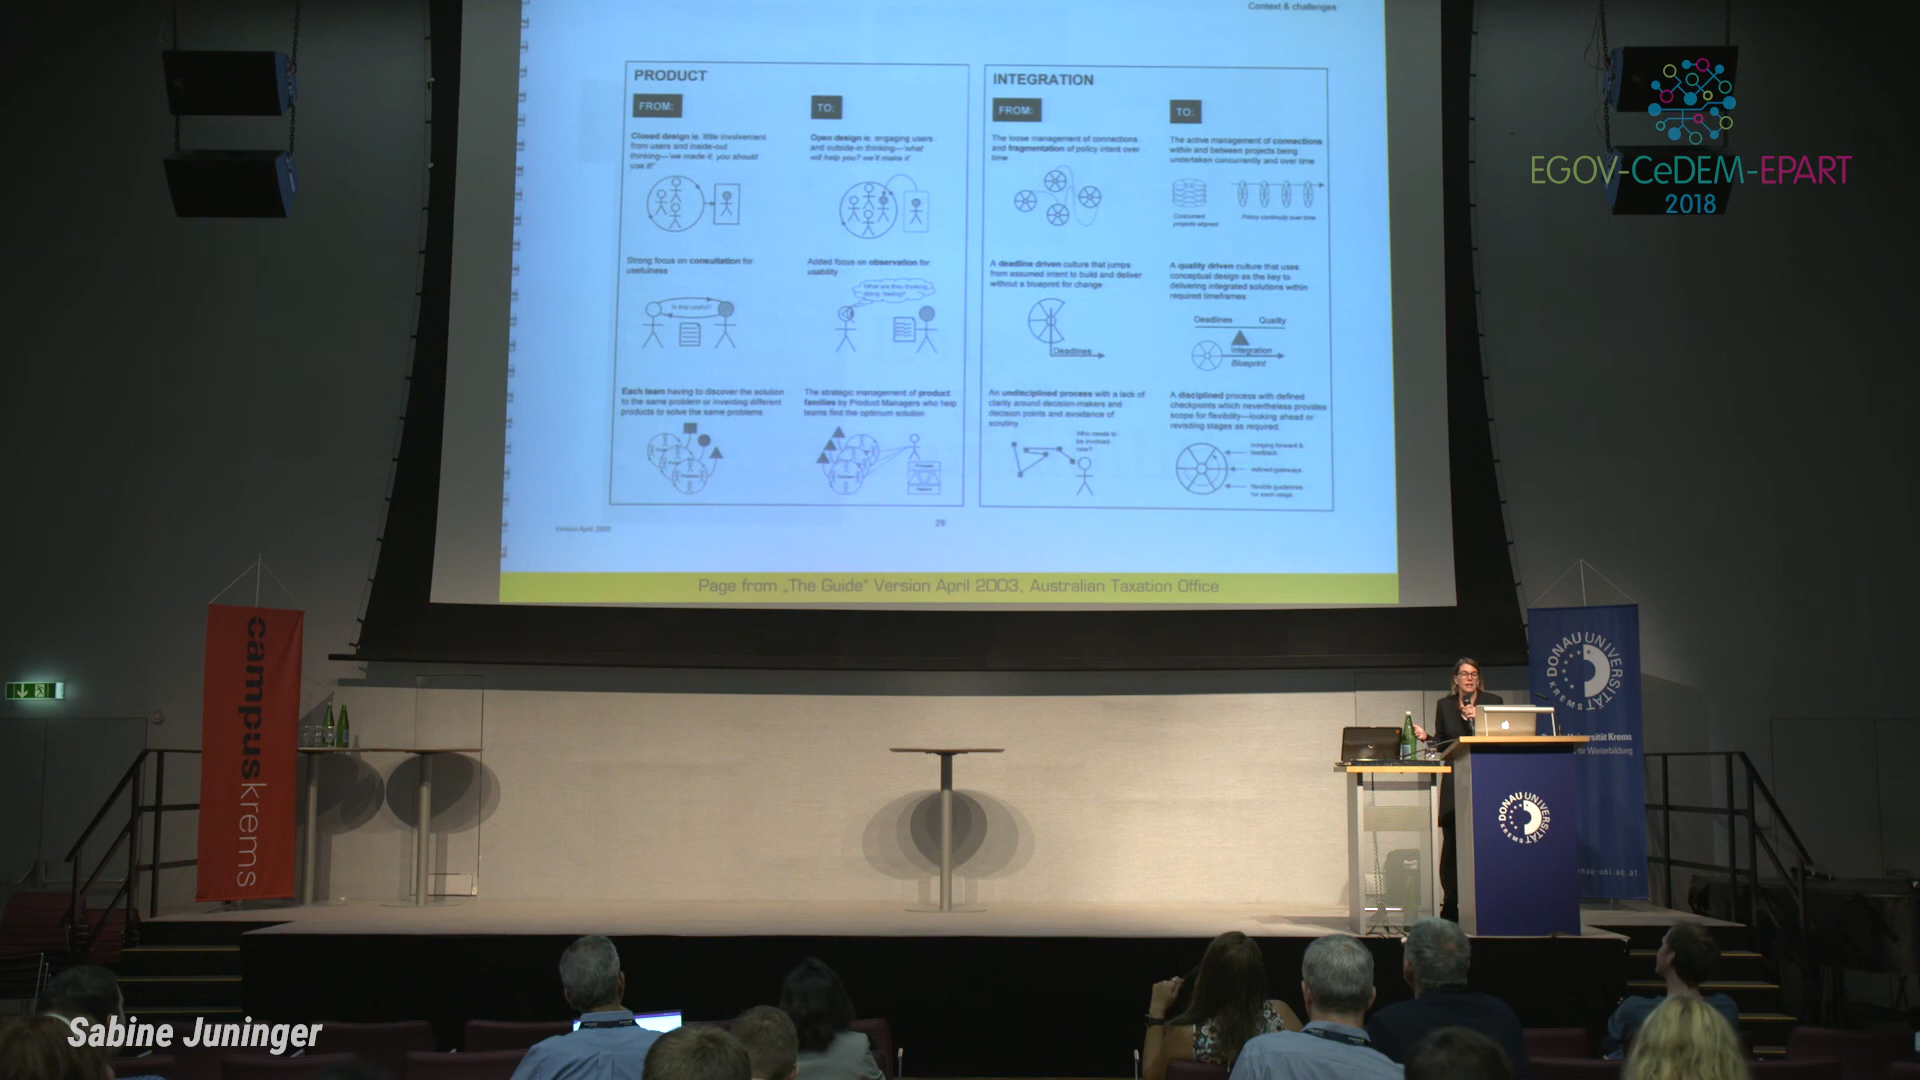 Context & challenges
PRODUCT
FROM:
TO:
Closed design ie. little involvement
from users and inside-out
thinking—'we made it, you should
use it!'
Open design ie. engaging users
and outside-in thinking—'what
will help you? we'll make it'
Strong focus on consultation for
usefulness
Is this useful?
Added focus on observation for
usability
What are they thinking,
doing, feeling?
Each team having to discover the solution
to the same problem or inventing different
products to solve the same problems
The strategic management of product
families by Product Managers who help
teams find the optimum solution
INTEGRATION
FROM:
TO:
The loose management of connections
and fragmentation of policy intent over
time
The active management of connections
within and between projects being
undertaken concurrently and over time
Concurrent
projects aligned
Policy continuity over time
A deadline driven culture that jumps
from assumed intent to build and deliver
without a blueprint for change
Deadlines
A quality driven culture that uses
conceptual design as the key to
delivering integrated solutions within
required timeframes
Deadlines Quality
Integration
Blueprint
An undisciplined process with a lack of
clarity around decision-makers and
decision points and avoidance of
scrutiny
Who needs to
be involved
now?
A disciplined process with defined
checkpoints which nevertheless provides
scope for flexibility—looking ahead or
revisiting stages as required.
bringing forward &
feedback
defined gateways
flexible guidelines
for each stage
29
Page from „The Guide" Version April 2003, Australian Taxation Office
EGOV-CeDEM-EPART
2018
campuskrems
DONAU UNIVERSITÄT
KREMS
sität Krems
für Weiterbildung
DONAU UNIVERSITÄT
KREMS
Sabine Juninger